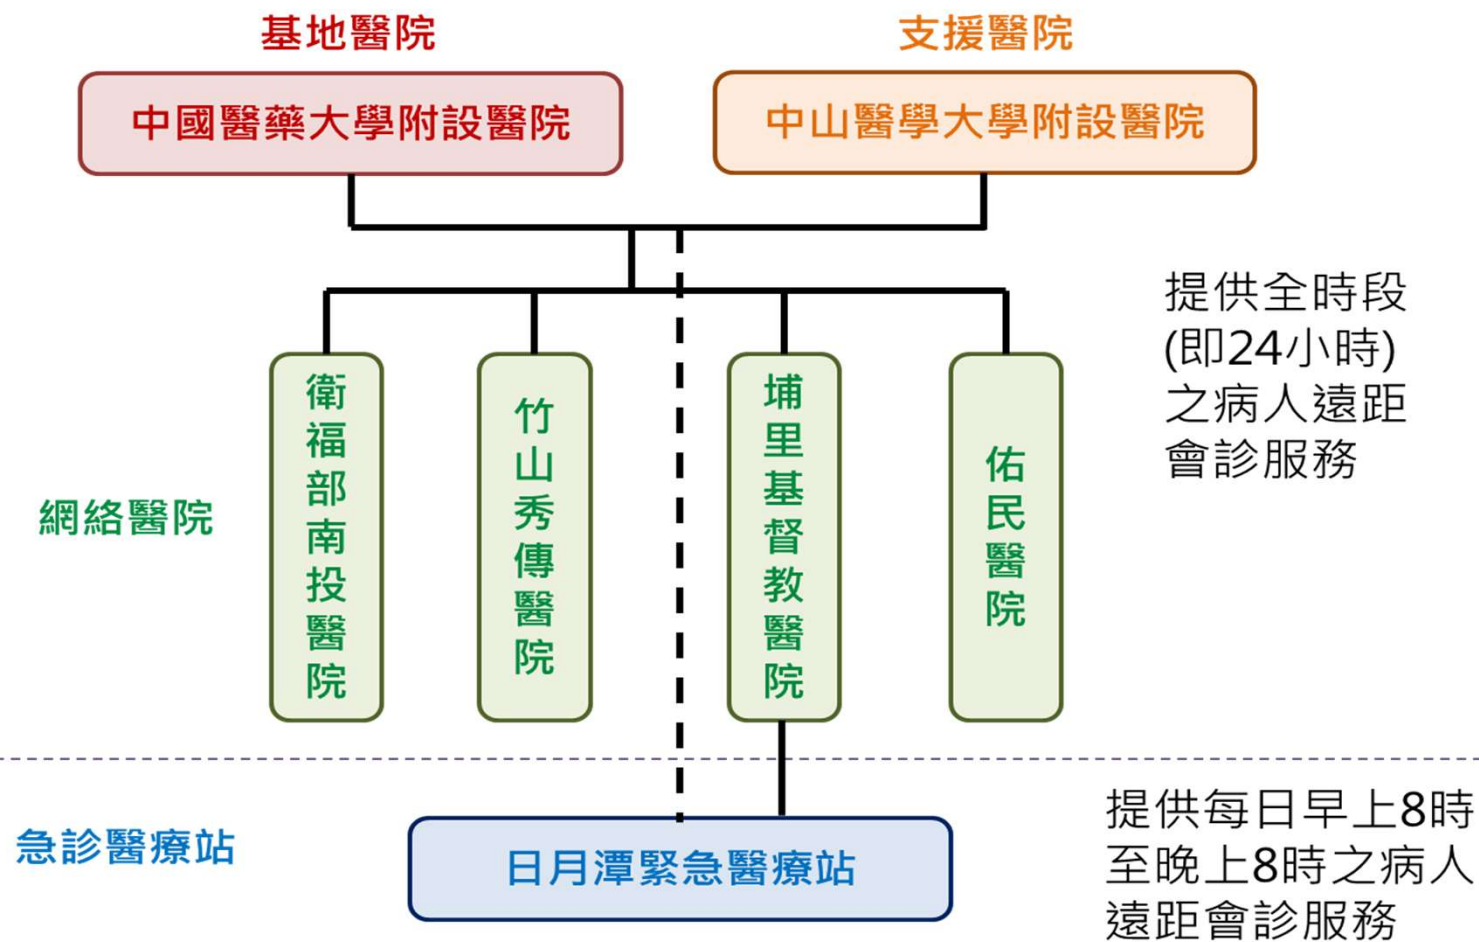 基地醫院
支援醫院
中國醫藥大學附設醫院
中山醫學大學附設醫院
提供全時段
(即24小時)
之病人遠距
會診服務
網絡醫院
衛福部南投醫院
竹山秀傳醫院
埔里基督教醫院
佑民醫院
急診醫療站
日月潭緊急醫療站
提供每日早上8時
至晚上8時之病人
遠距會診服務